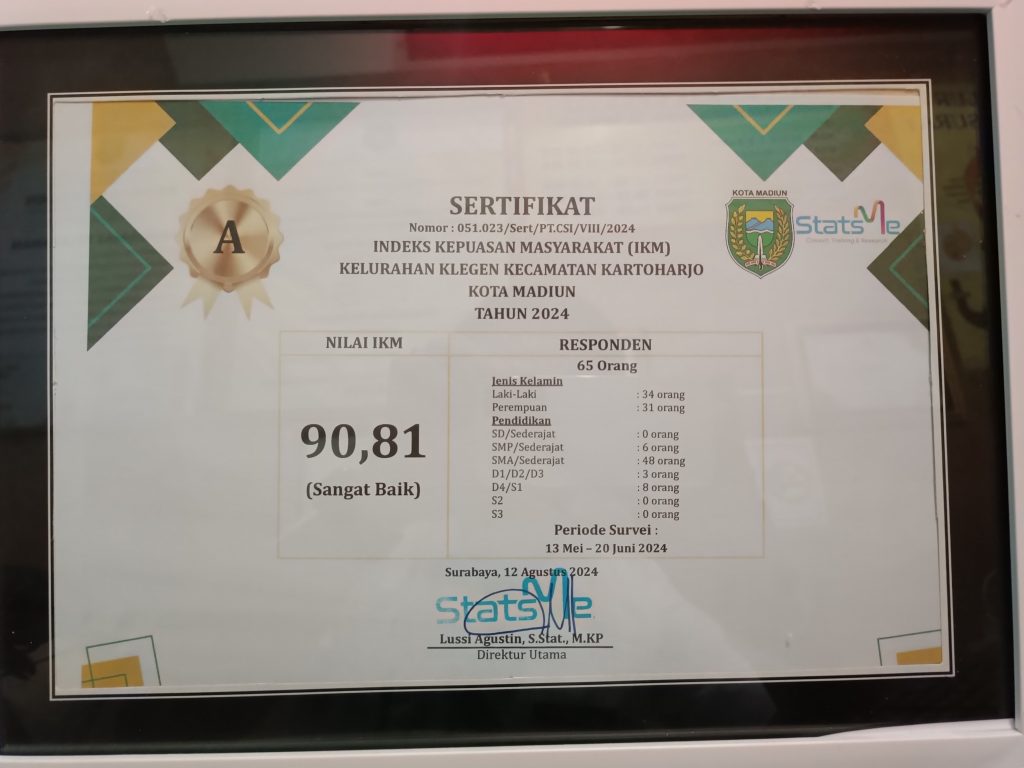 A
SERTIFIKAT
Nomor : 051.023/Sert/PT.CSI/VIII/2024
INDEKS KEPUASAN MASYARAKAT (IKM)
KELURAHAN KLEGEN KECAMATAN KARTOHARJO
KOTA MADIUN
TAHUN 2024
KOTA MADIUN
StatsMe
Consult, Training & Research
NILAI IKM
90,81
(Sangat Baik)
RESPONDEN
65 Orang
Jenis Kelamin
Laki-Laki : 34 orang
Perempuan : 31 orang
Pendidikan
SD/Sederajat : 0 orang
SMP/Sederajat : 6 orang
SMA/Sederajat : 48 orang
D1/D2/D3 : 3 orang
D4/S1 : 8 orang
S2 : 0 orang
S3 : 0 orang
Periode Survei :
13 Mei – 20 Juni 2024
Surabaya, 12 Agustus 2024
StatsMe
Lussi Agustin, S.Stat., M.KP
Direktur Utama